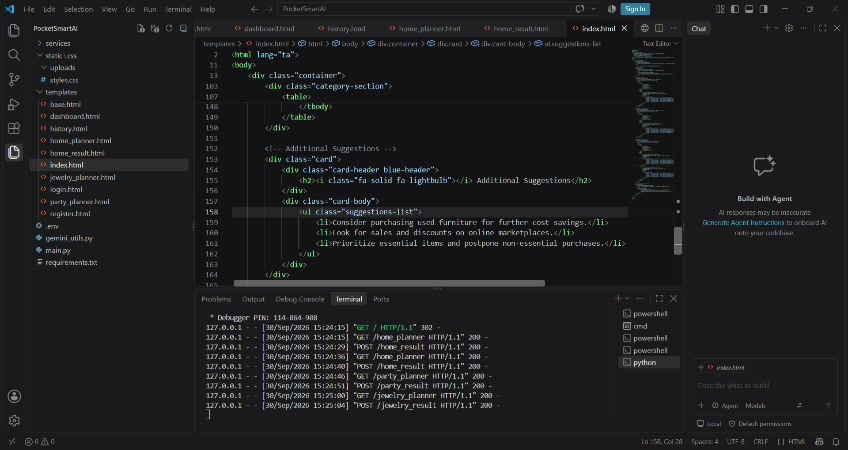 File Edit Selection View Go Run Terminal Help
PocketSmartAI
Sign In
POCKETSMARTAI
services
static\css
uploads
styles.css
templates
base.html
dashboard.html
history.html
home_planner.html
home_result.html
index.html
jewelry_planner.html
login.html
party_planner.html
register.html
.env
gemini_utils.py
main.py
requirements.txt
.html dashboard.html history.html home_planner.html home_result.html index.html
templates > index.html > html > body > div.container > div.card > div.card-body > ul.suggestions-list
Text Editor
2 <html lang="ta">
11 <body>
17 <div class="container">
103 <div class="category-section">
107 <table>
148 </tbody>
149 </table>
150 </div>
151
152 <!-- Additional Suggestions -->
153 <div class="card">
154 <div class="card-header blue-header">
155 <h2><i class="fa-solid fa-lightbulb"></i> Additional Suggestions</h2>
156 </div>
157 <div class="card-body">
158 <ul class="suggestions-list">
159 <li>Consider purchasing used furniture for further cost savings.</li>
160 <li>Look for sales and discounts on online marketplaces.</li>
161 <li>Prioritize essential items and postpone non-essential purchases.</li>
162 </ul>
163 </div>
164 </div>
165
Problems Output Debug Console Terminal Ports
* Debugger PIN: 114-864-908
127.0.0.1 - - [30/Sep/2026 15:24:15] "GET / HTTP/1.1" 302 -
127.0.0.1 - - [30/Sep/2026 15:24:15] "GET /home_planner HTTP/1.1" 200 -
127.0.0.1 - - [30/Sep/2026 15:24:29] "POST /home_result HTTP/1.1" 200 -
127.0.0.1 - - [30/Sep/2026 15:24:36] "GET /home_planner HTTP/1.1" 200 -
127.0.0.1 - - [30/Sep/2026 15:24:40] "POST /home_result HTTP/1.1" 200 -
127.0.0.1 - - [30/Sep/2026 15:24:46] "GET /party_planner HTTP/1.1" 200 -
127.0.0.1 - - [30/Sep/2026 15:24:51] "POST /party_result HTTP/1.1" 200 -
127.0.0.1 - - [30/Sep/2026 15:25:00] "GET /jewelry_planner HTTP/1.1" 200 -
127.0.0.1 - - [30/Sep/2026 15:25:04] "POST /jewelry_result HTTP/1.1" 200 -
powershell
cmd
powershell
powershell
python
Chat
Build with Agent
AI responses may be inaccurate
Generate Agent Instructions to onboard AI
onto your codebase.
index.html
Describe what to build
Agent Models
Local Default permissions
0 0
Ln 158, Col 28 Spaces: 4 UTF-8 CRLF HTML